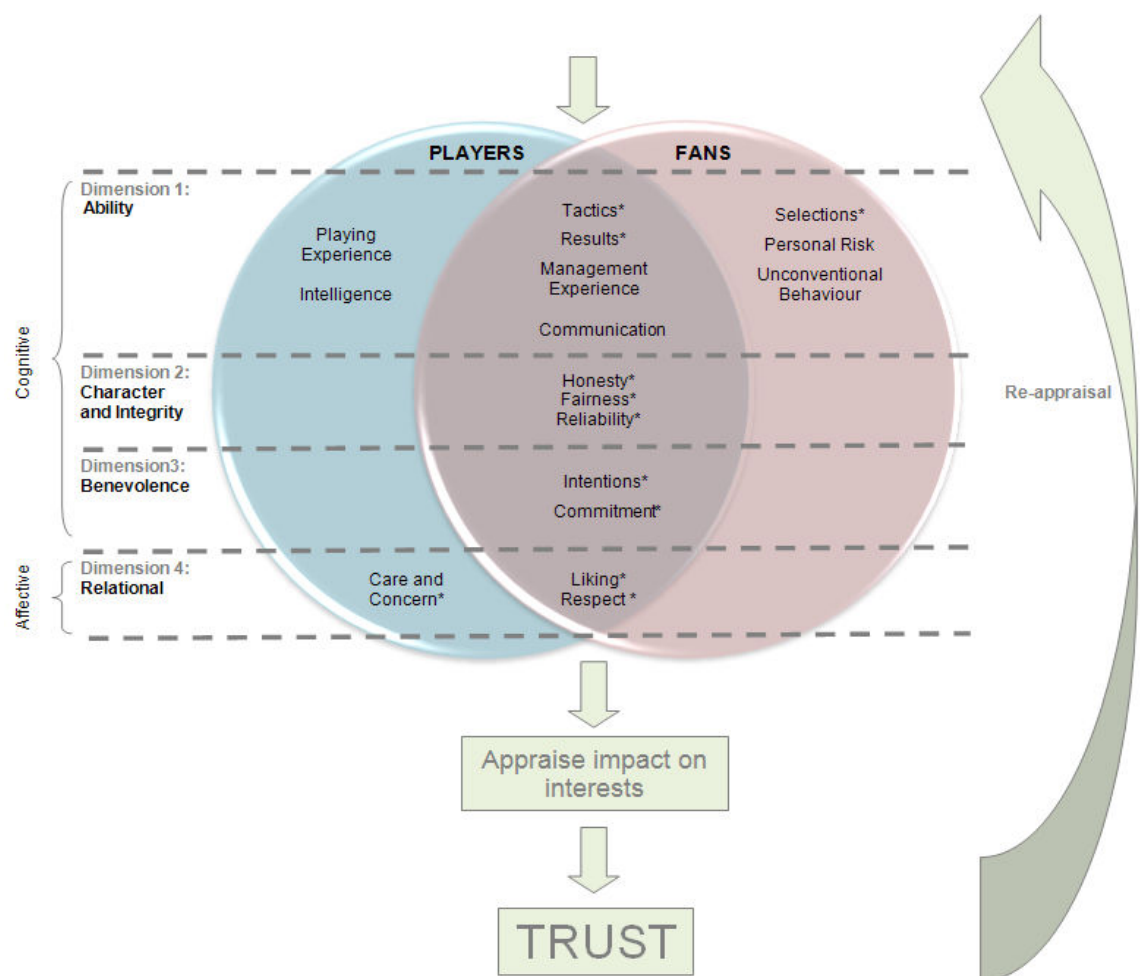 PLAYERS
FANS
Dimension 1:
Ability
Tactics*
Selections*
Playing
Experience
Results*
Personal Risk
Management
Experience
Unconventional
Behaviour
Intelligence
Communication
Cognitive
Dimension 2:
Character
and Integrity
Honesty*
Fairness*
Reliability*
Re-appraisal
Dimension3:
Benevolence
Intentions*
Commitment*
Affective
Dimension 4:
Relational
Care and
Concern*
Liking*
Respect *
Appraise impact on
interests
TRUST